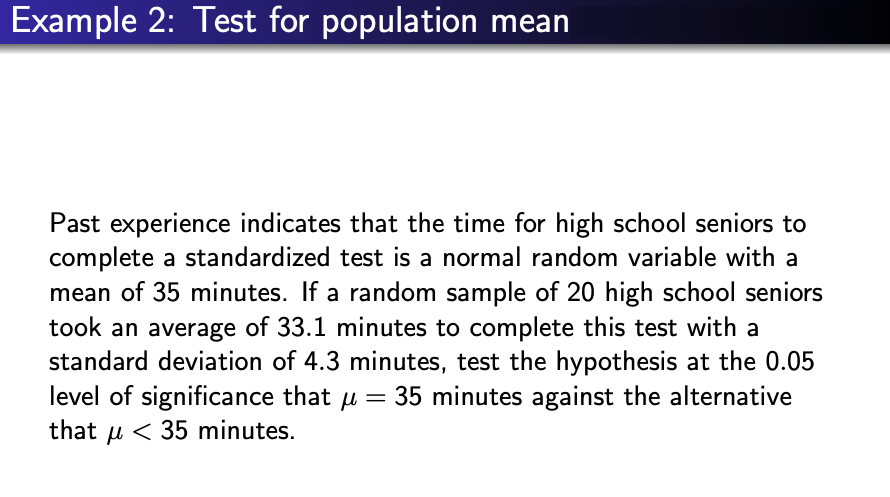 Example 2: Test for population mean
Past experience indicates that the time for high school seniors to
complete a standardized test is a normal random variable with a
mean of 35 minutes. If a random sample of 20 high school seniors
took an average of 33.1 minutes to complete this test with a
standard deviation of 4.3 minutes, test the hypothesis at the 0.05
level of significance that μ = 35 minutes against the alternative
that μ < 35 minutes.